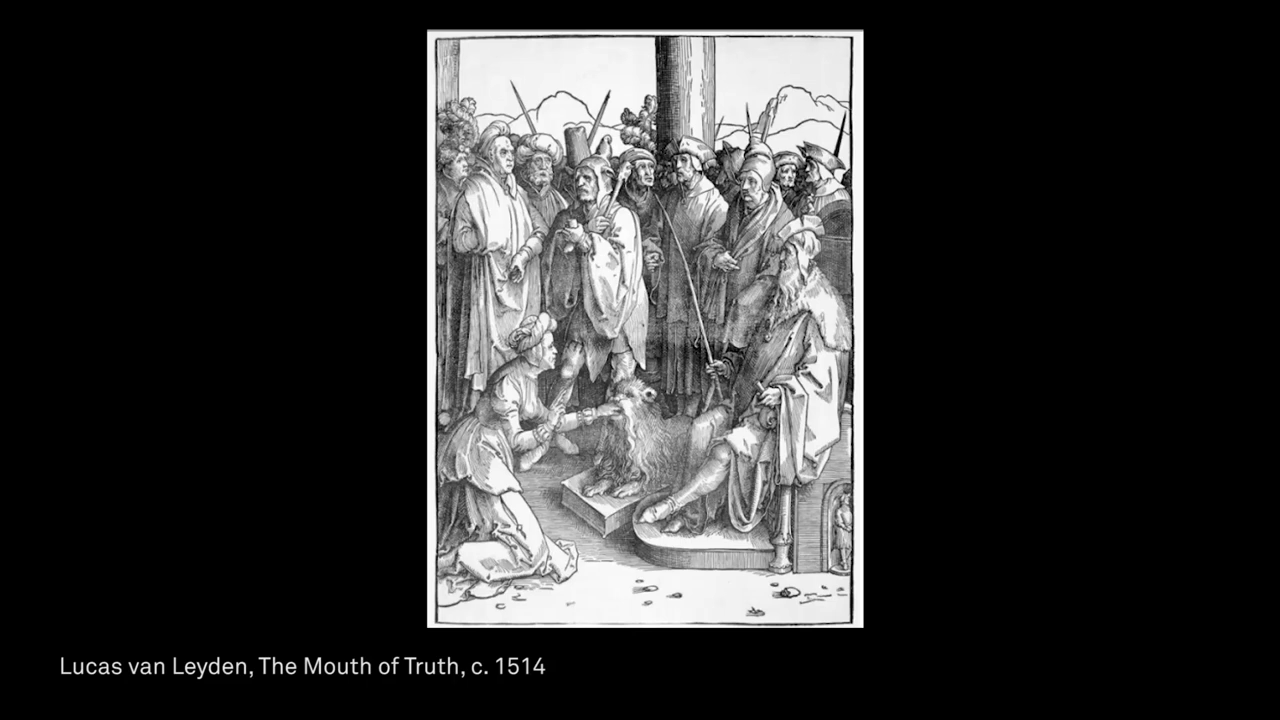 Lucas van Leyden, The Mouth of Truth, c. 1514